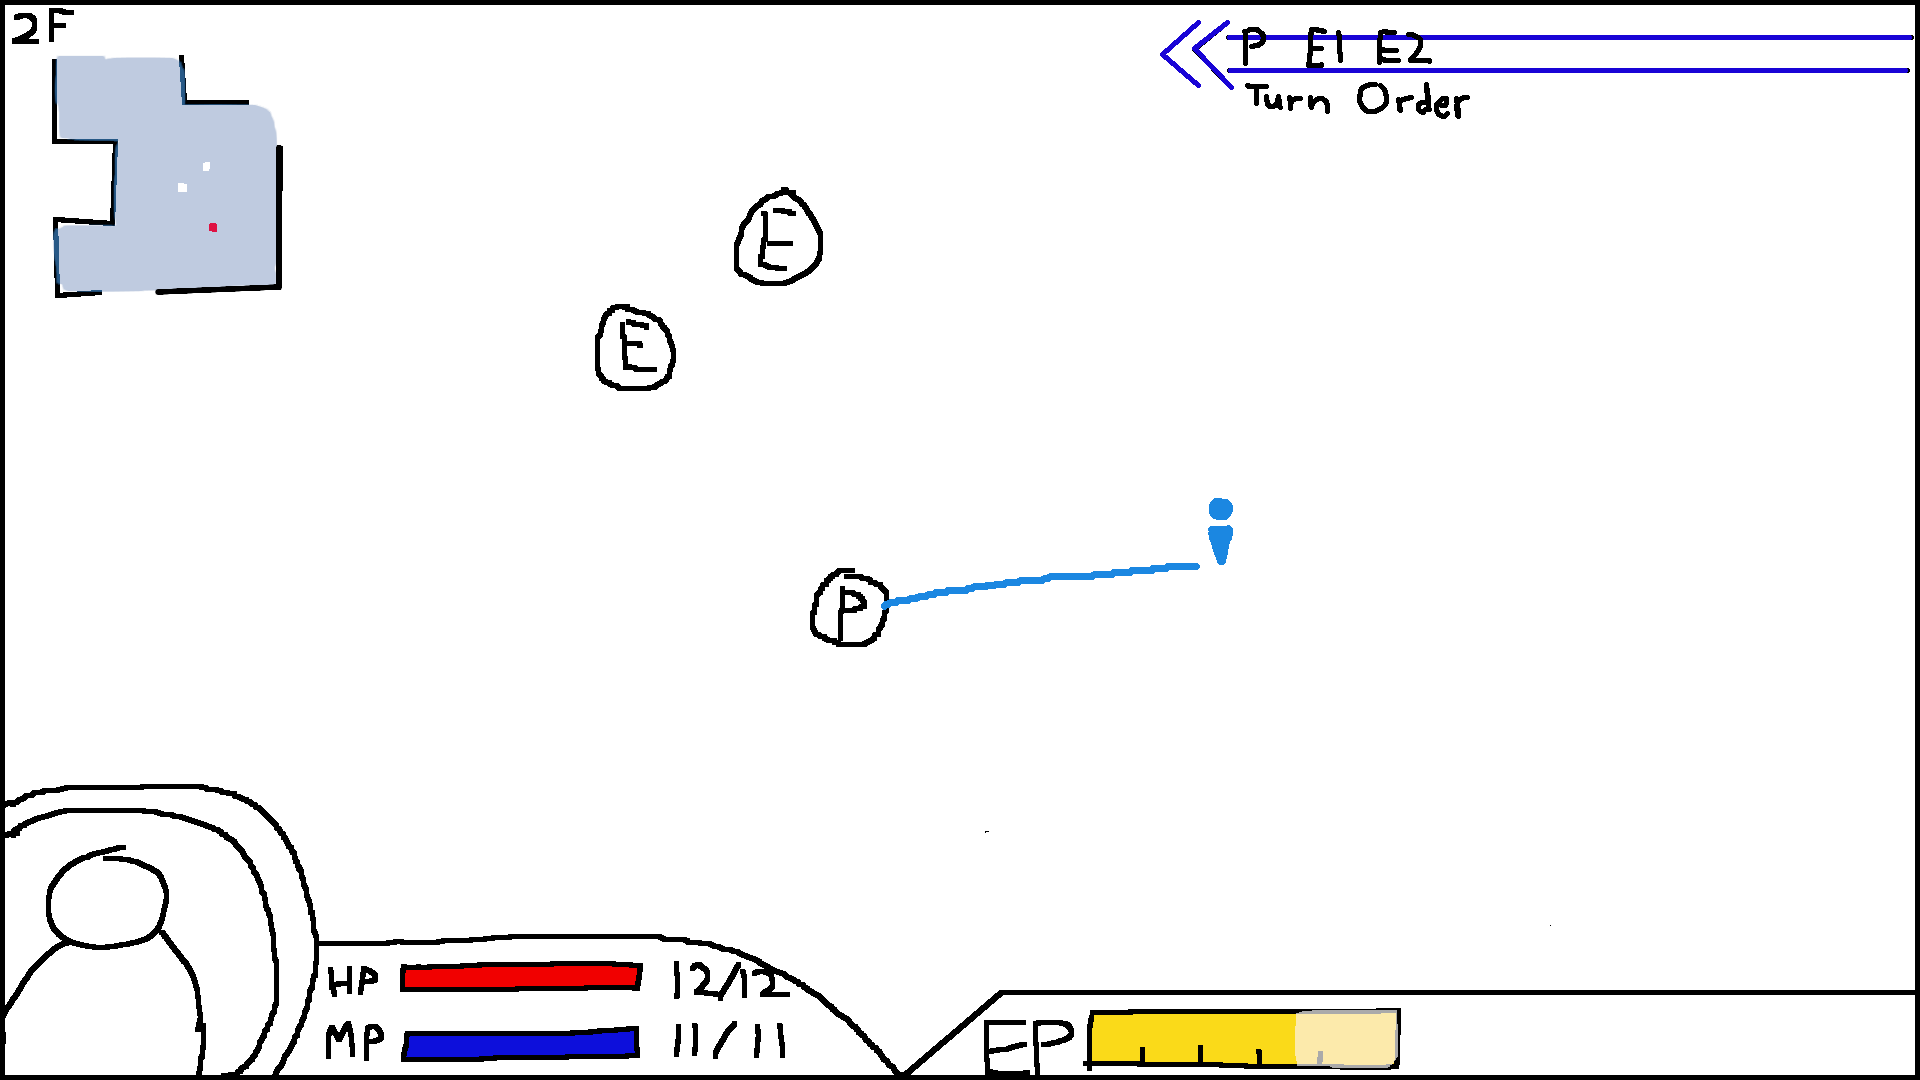 2F
P E1 E2
Turn Order
E
E
P
HP 12/12
MP 11/11
EP